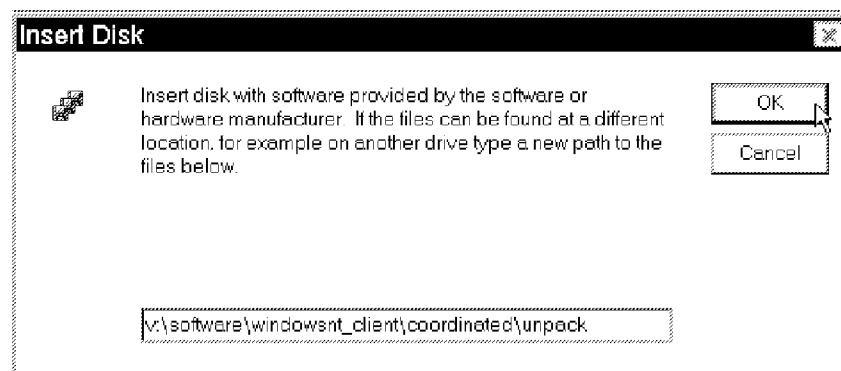 Insert Disk
Insert disk with software provided by the software or
hardware manufacturer. If the files can be found at a different
location, for example on another drive type a new path to the
files below.
OK
Cancel
v:\software\windowsnt_client\coordinated\unpack